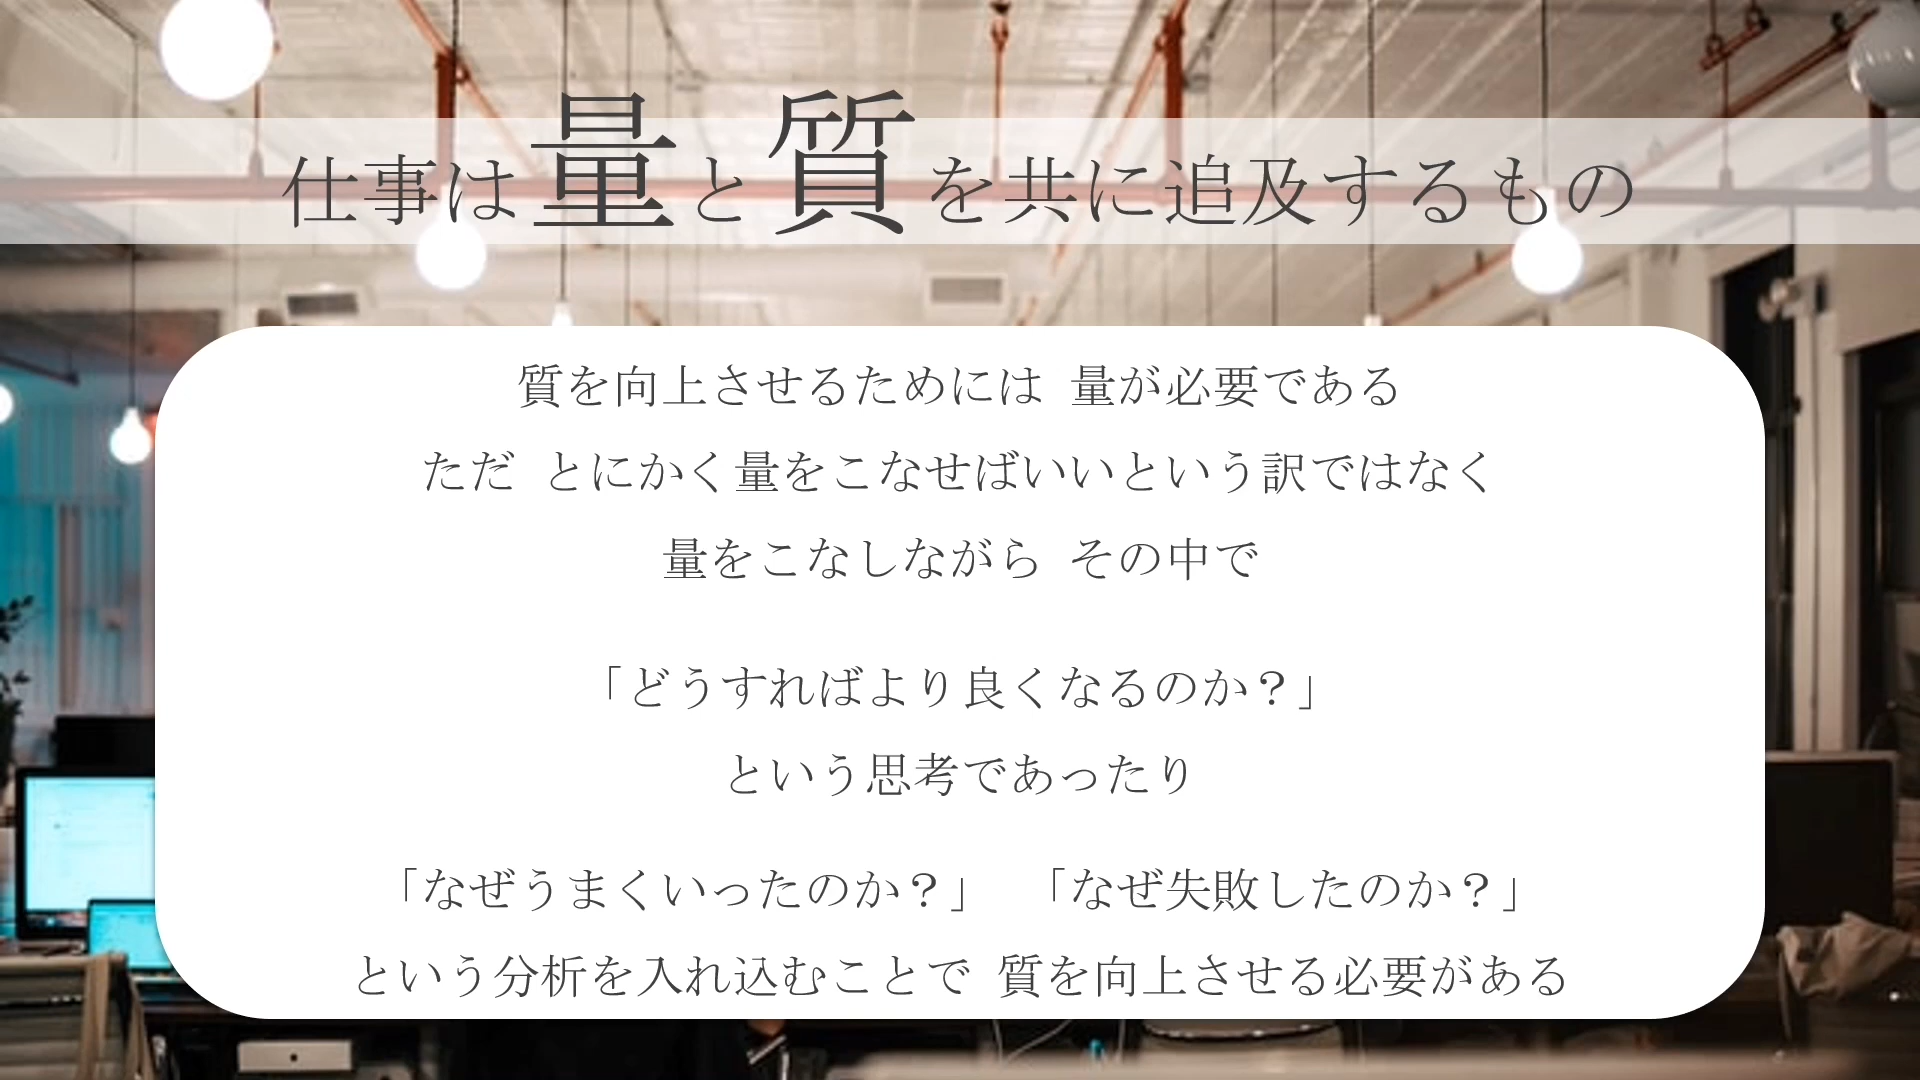 仕事は量と質を共に追及するもの
質を向上させるためには 量が必要である
ただ とにかく量をこなせばいいという訳ではなく
量をこなしながら その中で
「どうすればより良くなるのか？」
という思考であったり
「なぜうまくいったのか？」 「なぜ失敗したのか？」
という分析を入れ込むことで 質を向上させる必要がある